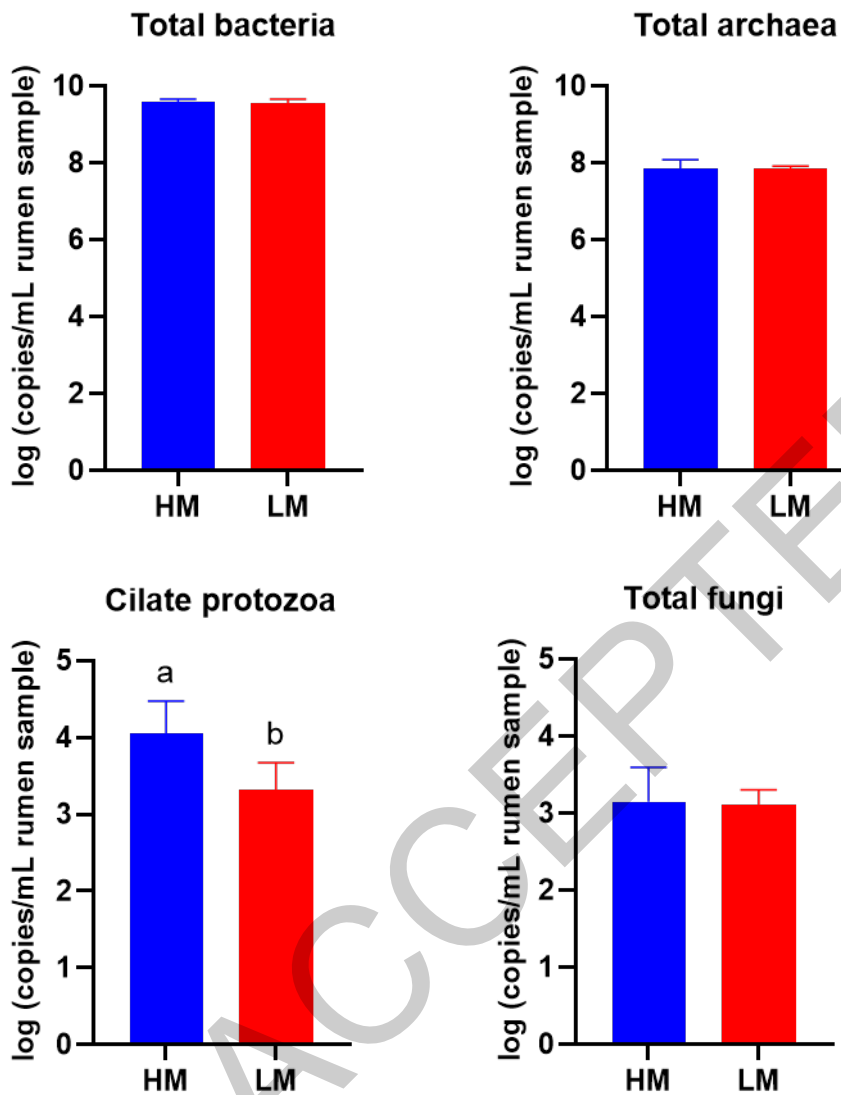 Total bacteria
log (copies/mL rumen sample)
10
8
6
4
2
0
HM LM
Total archaea
log (copies/mL rumen sample)
10
8
6
4
2
0
HM LM
Cilate protozoa
log (copies/mL rumen sample)
5
4
3
2
1
0
a
b
HM LM
Total fungi
log (copies/mL rumen sample)
5
4
3
2
1
0
HM LM
ACCEPTE